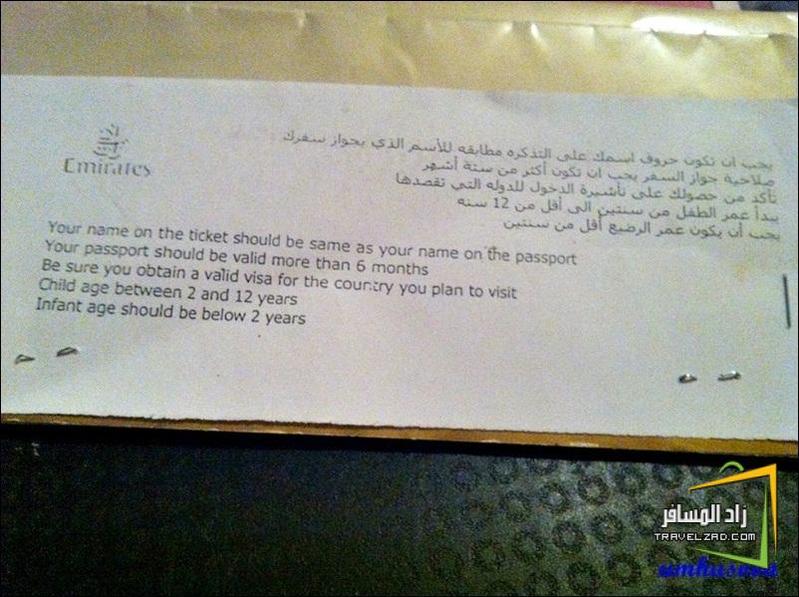 Emirates
يجب ان تكون حروف اسمك على التذكره مطابقه للأسم الذي بجواز سفرك
صلاحية جواز السفر يجب ان تكون أكثر من ستة أشهر
تأكد من حصولك على تأشيرة الدخول للدوله التي تقصدها
يبدأ عمر الطفل من سنتين الى أقل من 12 سنه
يجب أن يكون عمر الرضيع أقل من سنتين
Your name on the ticket should be same as your name on the passport
Your passport should be valid more than 6 months
Be sure you obtain a valid visa for the country you plan to visit
Child age between 2 and 12 years
Infant age should be below 2 years
زاد المسافر
TRAVELZAD.COM